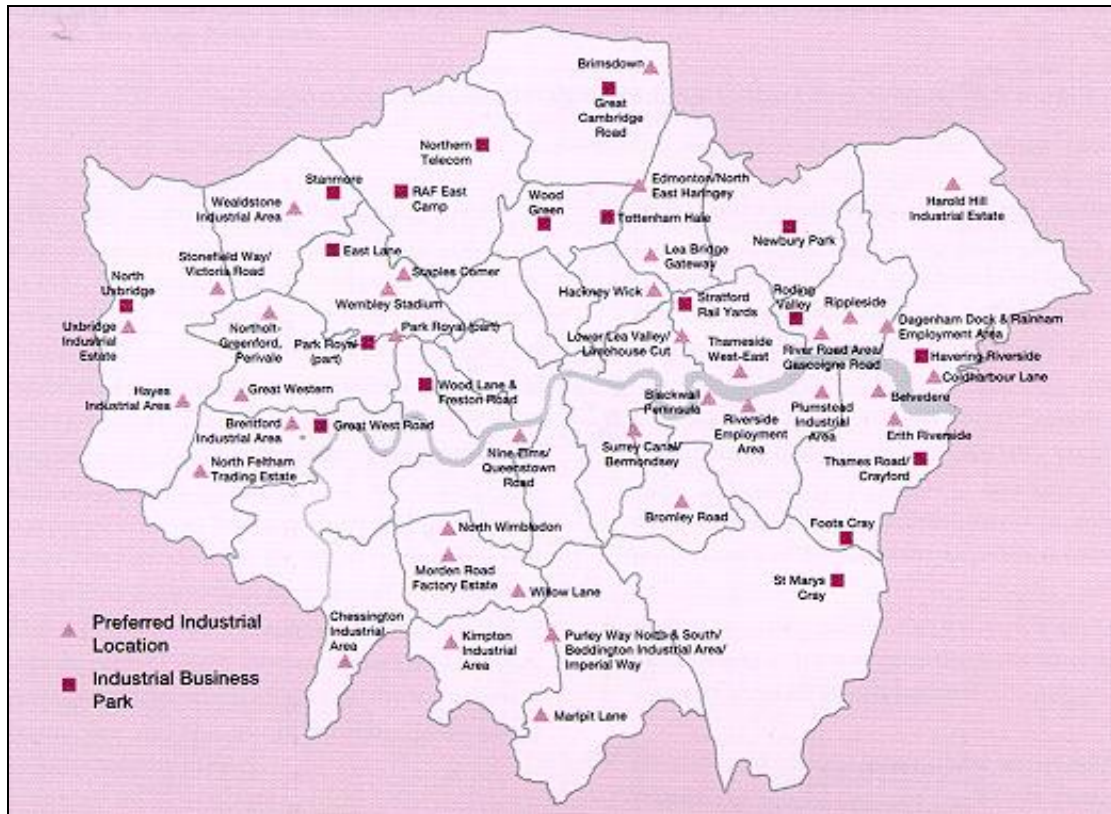 Brimsdown
Great
Cambridge
Road
Northern
Telecom
Stanmore
Wealdstone
Industrial Area
RAF East
Camp
Wood
Green
Edmonton/North
East Haringey
Tottenham Hale
Harold Hill
Industrial Estate
Newbury Park
Lea Bridge
Gateway
East Lane
Stonefield Way/
Victoria Road
Staples Corner
Wembley Stadium
Hackney Wick
Stratford
Rail Yards
Roding
Valley
Rippleside
North
Uxbridge
Uxbridge
Industrial
Estate
Northolt-
Greenford,
Perivale
Park Royal
(part)
Park Royal (part)
Lower Lea Valley/
Limehouse Cut
Thameside
West-East
River Road Area/
Gascoigne Road
Dagenham Dock & Rainham
Employment Area
Havering Riverside
Coldharbour Lane
Hayes
Industrial Area
Great Western
Wood Lane &
Freston Road
Blackwall
Peninsula
Belvedere
Brentford
Industrial Area
Great West Road
Riverside
Employment
Area
Plumstead
Industrial
Area
Erith Riverside
North Feltham
Trading Estate
Nine Elms/
Queenstown
Road
Surrey Canal/
Bermondsey
Thames Road/
Crayford
Bromley Road
Foots Cray
North Wimbledon
Morden Road
Factory Estate
Willow Lane
St Marys
Cray
Chessington
Industrial
Area
Kimpton
Industrial
Area
Purley Way North & South/
Beddington Industrial Area/
Imperial Way
Marlpit Lane
Preferred Industrial
Location
Industrial Business
Park